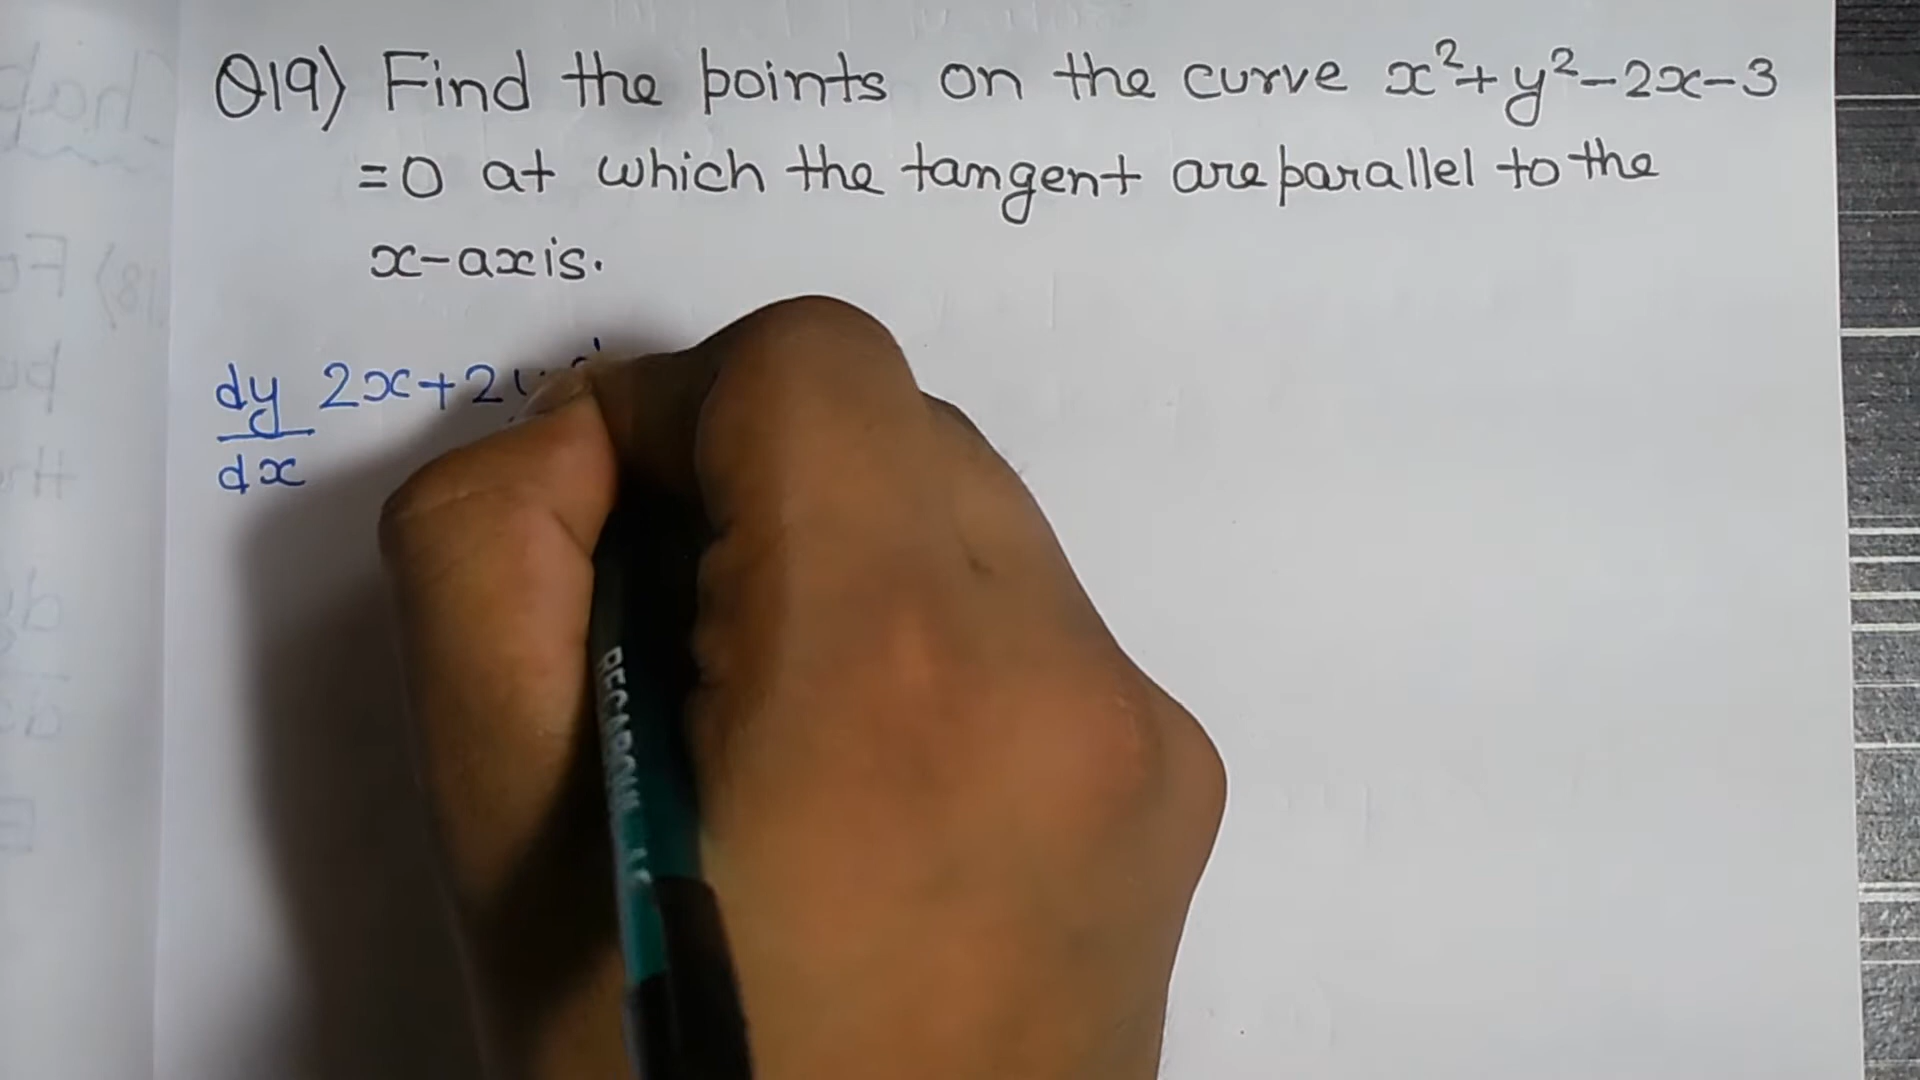 Q19) Find the points on the curve x²+y²-2x-3
=0 at which the tangent are parallel to the
x-axis.
dy 2x+2
dx